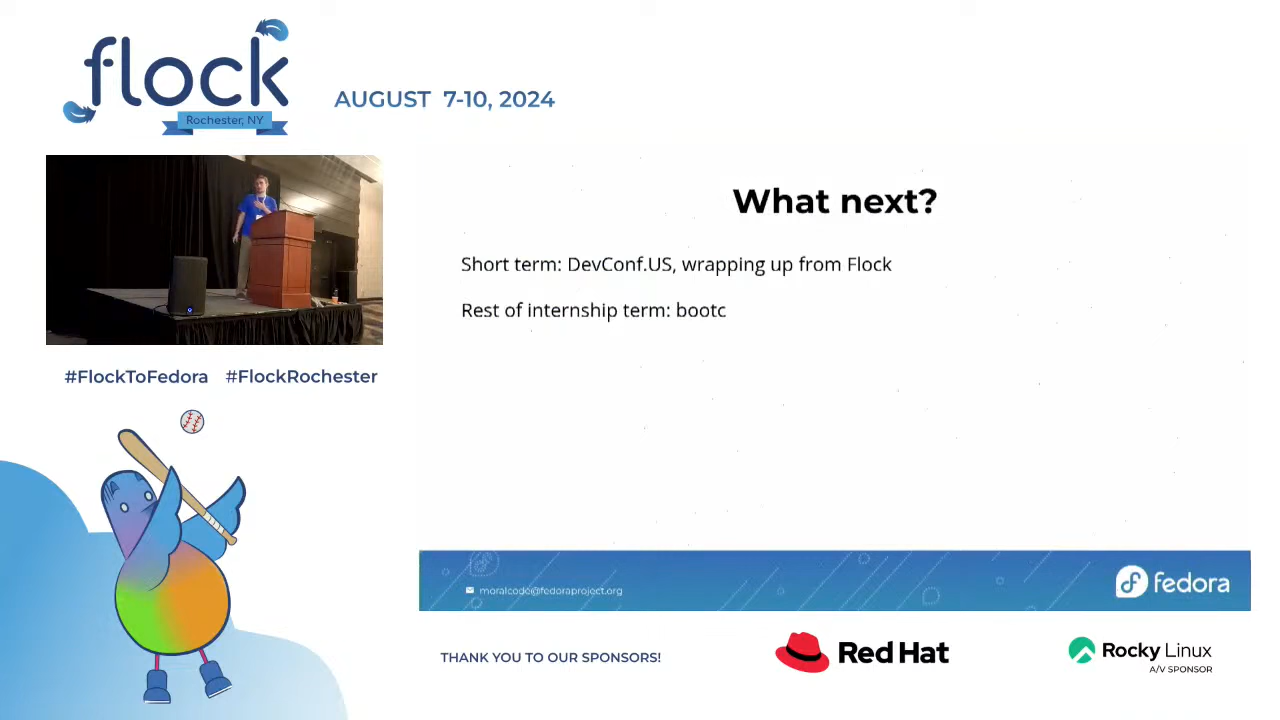 flock
Rochester, NY
AUGUST 7-10, 2024
What next?
Short term: DevConf.US, wrapping up from Flock
Rest of internship term: bootc
#FlockToFedora #FlockRochester
moralcode@fedoraproject.org
fedora
THANK YOU TO OUR SPONSORS!
Red Hat
Rocky Linux
A/V SPONSOR